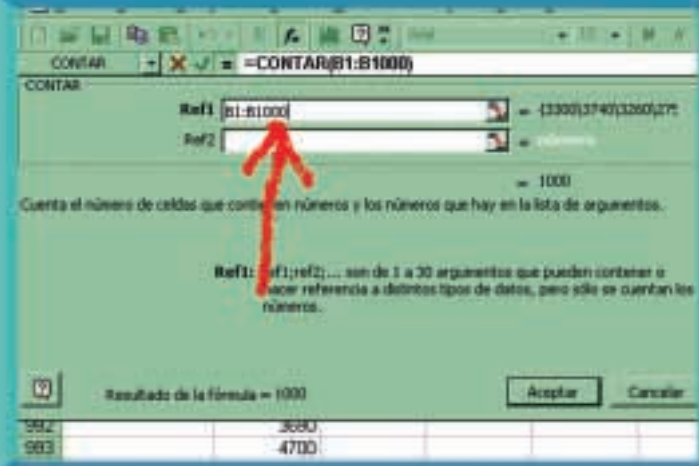 CONTAR = =CONTAR(B1:B1000)
CONTAR
Ref1 B1:B1000 = {3300\3740\3260\275
Ref2 = número
= 1000
Cuenta el número de celdas que contienen números y los números que hay en la lista de argumentos.
Ref1: ref1;ref2;... son de 1 a 30 argumentos que pueden contener o
hacer referencia a distintos tipos de datos, pero sólo se cuentan los
números.
Resultado de la fórmula = 1000
Aceptar Cancelar
992 3690
993 4700